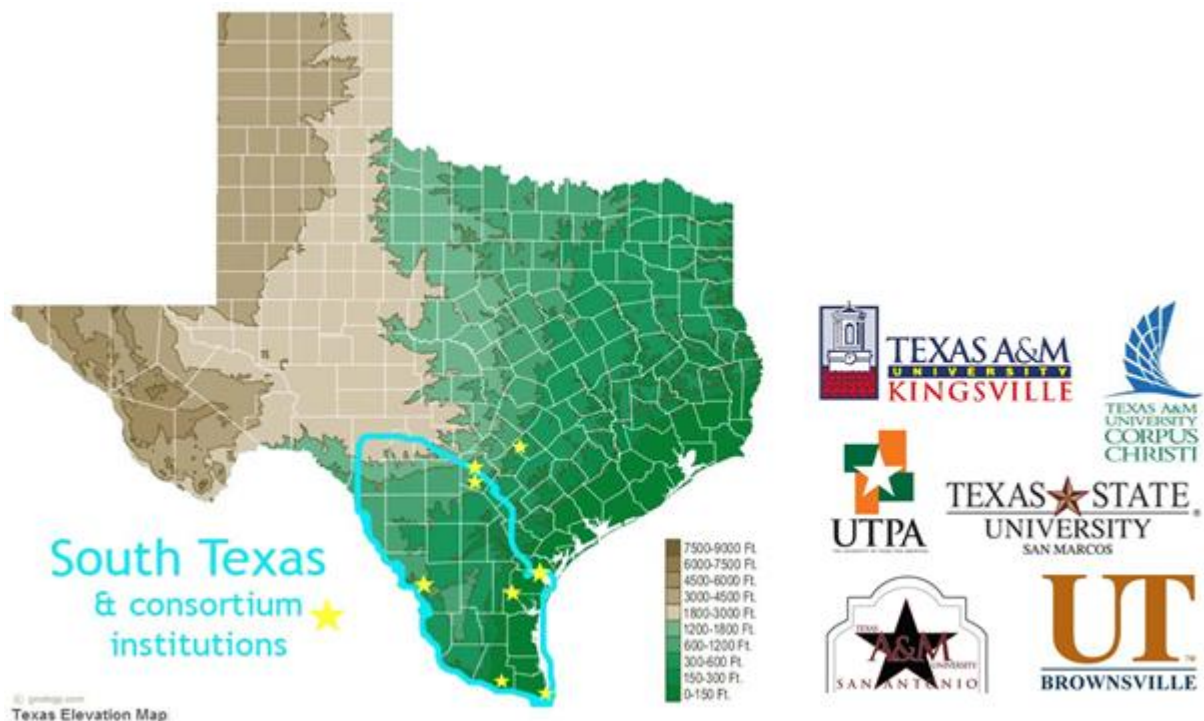 South Texas
& consortium
institutions
© geology.com
Texas Elevation Map
7500-9000 Ft.
6000-7500 Ft.
4500-6000 Ft.
3000-4500 Ft.
1800-3000 Ft.
1200-1800 Ft.
600-1200 Ft.
300-600 Ft.
150-300 Ft.
0-150 Ft.
TEXAS A&M
UNIVERSITY
KINGSVILLE
TEXAS A&M
UNIVERSITY
CORPUS
CHRISTI
UTPA
TEXAS STATE
UNIVERSITY
SAN MARCOS
TEXAS
A&M
UNIVERSITY
SAN ANTONIO
UT
BROWNSVILLE